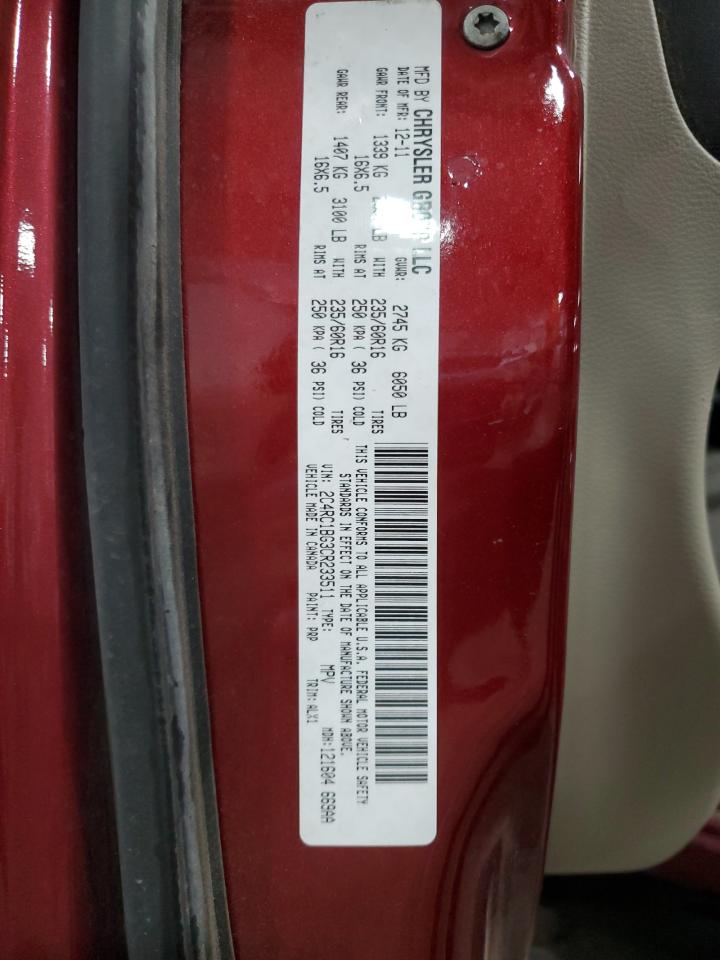 MFD BY CHRYSLER GROUP LLC
DATE OF MFR: 12-11 GVWR: 2745 KG 6050 LB
GAWR FRONT: 1339 KG LB WITH 235/60R16 TIRES
16X6.5 RIMS AT 250 KPA ( 36 PSI) COLD
GAWR REAR: 1407 KG 3100 LB WITH 235/60R16 TIRES
16X6.5 RIMS AT 250 KPA ( 36 PSI) COLD
THIS VEHICLE CONFORMS TO ALL APPLICABLE U.S.A. FEDERAL MOTOR VEHICLE SAFETY
STANDARDS IN EFFECT ON THE DATE OF MANUFACTURE SHOWN ABOVE.
VIN: 2C4RC1BG3CR233511 TYPE: MPV MDH:121604 669AA
VEHICLE MADE IN CANADA PAINT: PRP TRIM: ALX1